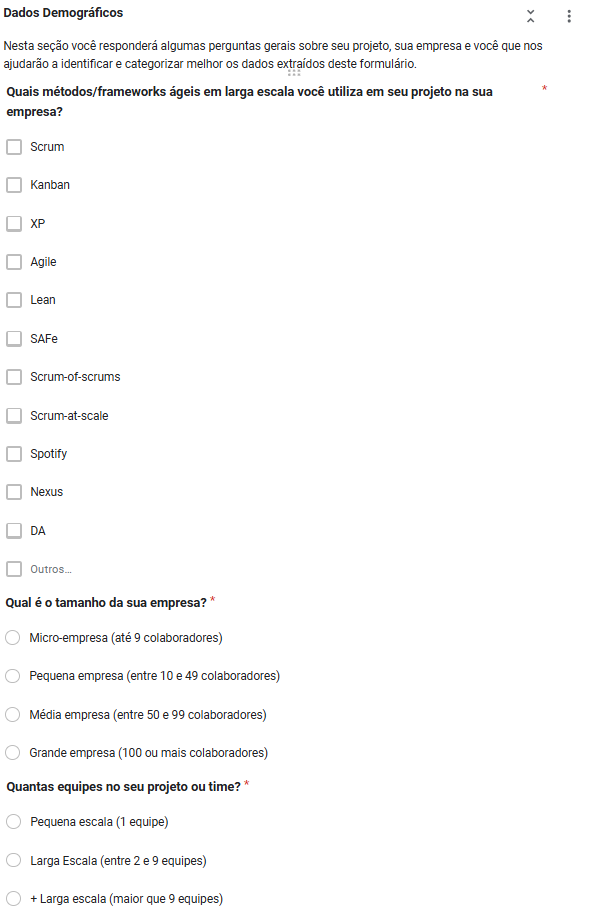 Dados Demográficos
Nesta seção você responderá algumas perguntas gerais sobre seu projeto, sua empresa e você que nos
ajudarão a identificar e categorizar melhor os dados extraídos deste formulário.
Quais métodos/frameworks ágeis em larga escala você utiliza em seu projeto na sua *
empresa?
Scrum
Kanban
XP
Agile
Lean
SAFe
Scrum-of-scrums
Scrum-at-scale
Spotify
Nexus
DA
Outros...
Qual é o tamanho da sua empresa? *
Micro-empresa (até 9 colaboradores)
Pequena empresa (entre 10 e 49 colaboradores)
Média empresa (entre 50 e 99 colaboradores)
Grande empresa (100 ou mais colaboradores)
Quantas equipes no seu projeto ou time? *
Pequena escala (1 equipe)
Larga Escala (entre 2 e 9 equipes)
+ Larga escala (maior que 9 equipes)